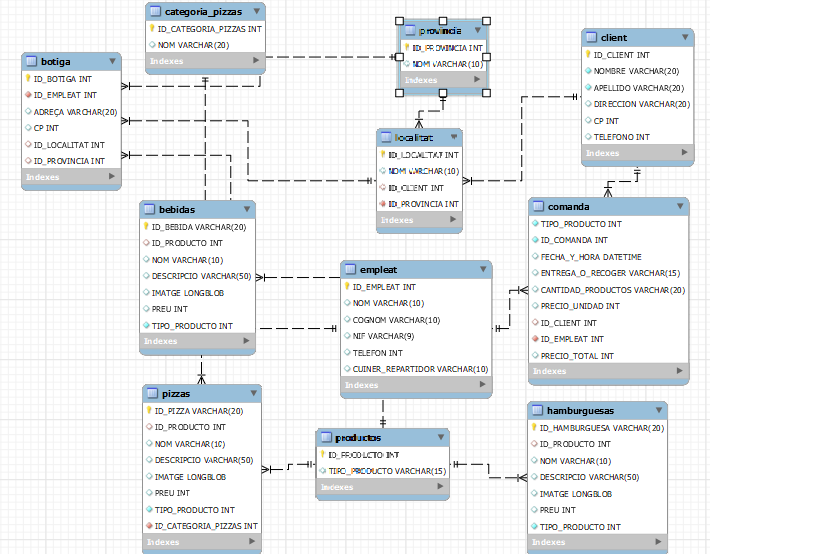 categoria_pizzas
ID_CATEGORIA_PIZZAS INT
NOM VARCHAR(20)
Indexes
provincia
ID_PROVINCIA INT
NOM VARCHAR(10)
Indexes
client
ID_CLIENT INT
NOMBRE VARCHAR(20)
APELLIDO VARCHAR(20)
DIRECCION VARCHAR(20)
CP INT
TELEFONO INT
Indexes
botiga
ID_BOTIGA INT
ID_EMPLEAT INT
ADREÇA VARCHAR(20)
CP INT
ID_LOCALITAT INT
ID_PROVINCIA INT
Indexes
localitat
ID_LOCALITAT INT
NOM VARCHAR(10)
ID_CLIENT INT
ID_PROVINCIA INT
Indexes
bebidas
ID_BEBIDA VARCHAR(20)
ID_PRODUCTO INT
NOM VARCHAR(10)
DESCRIPCIO VARCHAR(50)
IMATGE LONGBLOB
PREU INT
TIPO_PRODUCTO INT
Indexes
comanda
TIPO_PRODUCTO INT
ID_COMANDA INT
FECHA_Y_HORA DATETIME
ENTREGA_O_RECOGER VARCHAR(15)
CANTIDAD_PRODUCTOS VARCHAR(20)
PRECIO_UNIDAD INT
ID_CLIENT INT
ID_EMPLEAT INT
PRECIO_TOTAL INT
Indexes
empleat
ID_EMPLEAT INT
NOM VARCHAR(10)
COGNOM VARCHAR(10)
NIF VARCHAR(9)
TELEFON INT
CUINER_REPARTIDOR VARCHAR(10)
Indexes
pizzas
ID_PIZZA VARCHAR(20)
ID_PRODUCTO INT
NOM VARCHAR(10)
DESCRIPCIO VARCHAR(50)
IMATGE LONGBLOB
PREU INT
TIPO_PRODUCTO INT
ID_CATEGORIA_PIZZAS INT
Indexes
productos
ID_PRODUCTO INT
TIPO_PRODUCTO VARCHAR(15)
Indexes
hamburguesas
ID_HAMBURGUESA VARCHAR(20)
ID_PRODUCTO INT
NOM VARCHAR(10)
DESCRIPCIO VARCHAR(50)
IMATGE LONGBLOB
PREU INT
TIPO_PRODUCTO INT
Indexes